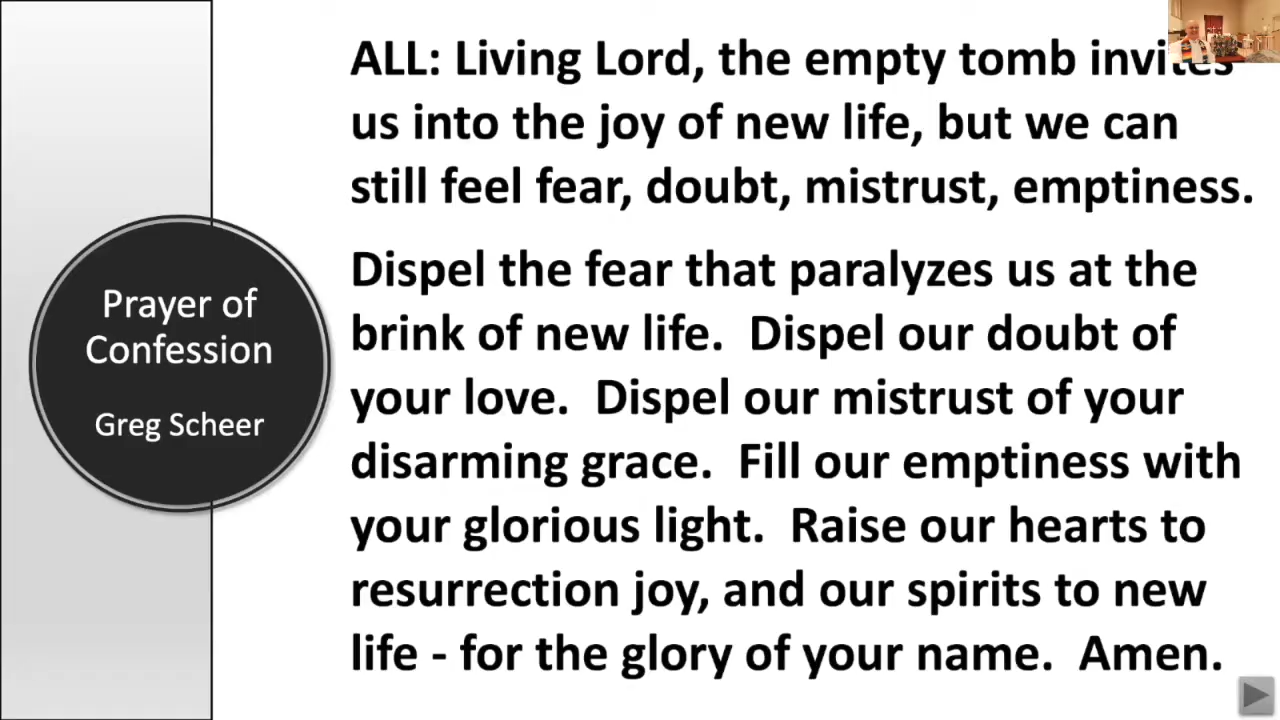 Prayer of
Confession
Greg Scheer
ALL: Living Lord, the empty tomb invites
us into the joy of new life, but we can
still feel fear, doubt, mistrust, emptiness.
Dispel the fear that paralyzes us at the
brink of new life.  Dispel our doubt of
your love.  Dispel our mistrust of your
disarming grace.  Fill our emptiness with
your glorious light.  Raise our hearts to
resurrection joy, and our spirits to new
life - for the glory of your name.  Amen.